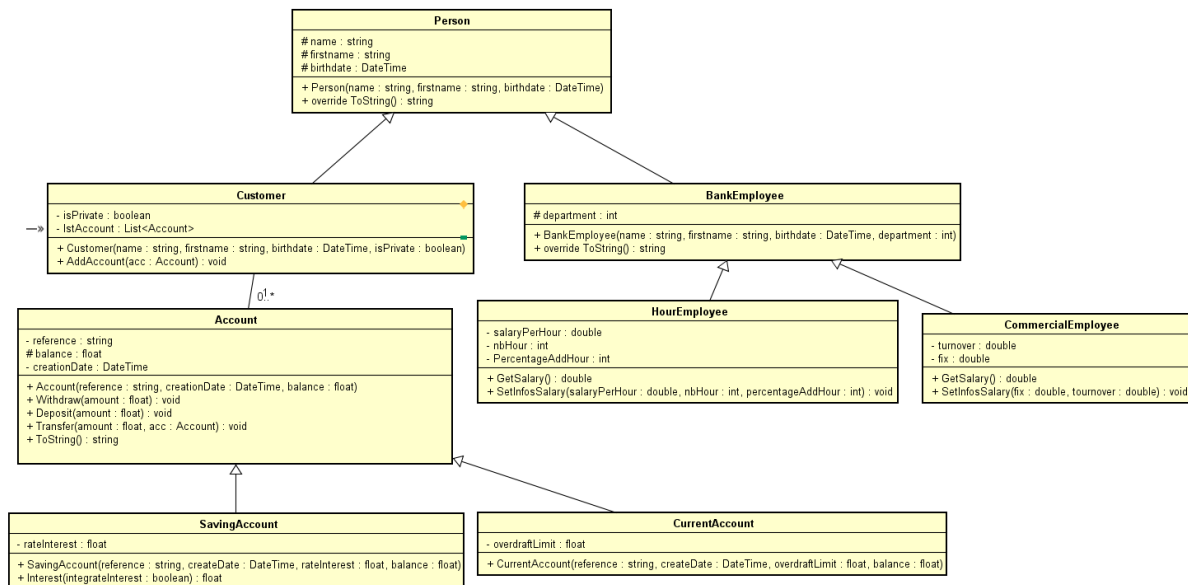 Person
# name : string
# firstname : string
# birthdate : DateTime
+ Person(name : string, firstname : string, birthdate : DateTime)
+ override ToString() : string
Customer
- isPrivate : boolean
- lstAccount : List<Account>
+ Customer(name : string, firstname : string, birthdate : DateTime, isPrivate : boolean)
+ AddAccount(acc : Account) : void
BankEmployee
# department : int
+ BankEmployee(name : string, firstname : string, birthdate : DateTime, department : int)
+ override ToString() : string
0..*
1
Account
- reference : string
# balance : float
- creationDate : DateTime
+ Account(reference : string, creationDate : DateTime, balance : float)
+ Withdraw(amount : float) : void
+ Deposit(amount : float) : void
+ Transfer(amount : float, acc : Account) : void
+ ToString() : string
HourEmployee
- salaryPerHour : double
- nbHour : int
- PercentageAddHour : int
+ GetSalary() : double
+ SetInfosSalary(salaryPerHour : double, nbHour : int, percentageAddHour : int) : void
CommercialEmployee
- turnover : double
- fix : double
+ GetSalary() : double
+ SetInfosSalary(fix : double, tournover : double) : void
SavingAccount
- rateInterest : float
+ SavingAccount(reference : string, createDate : DateTime, rateInterest : float, balance : float)
+ Interest(integrateInterest : boolean) : float
CurrentAccount
- overdraftLimit : float
+ CurrentAccount(reference : string, createDate : DateTime, overdraftLimit : float, balance : float)